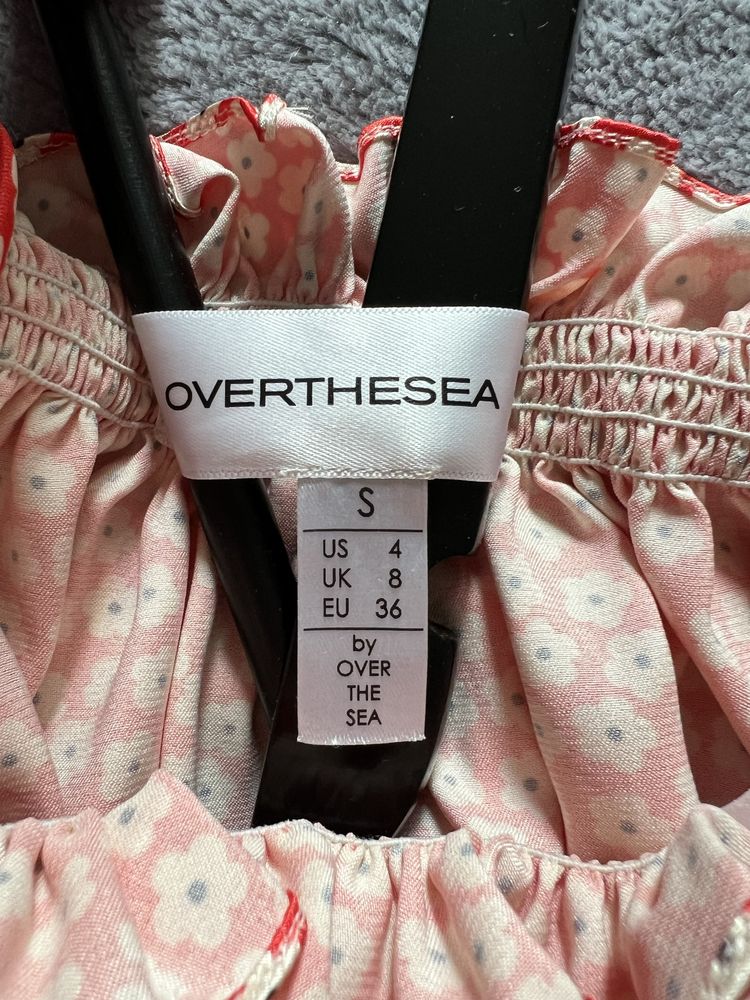 OVERTHESEA
S
US 4
UK 8
EU 36
by
OVER
THE
SEA